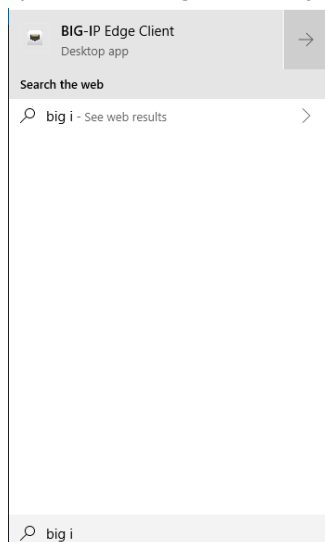 BIG-IP Edge Client
Desktop app
Search the web
big i - See web results
big i